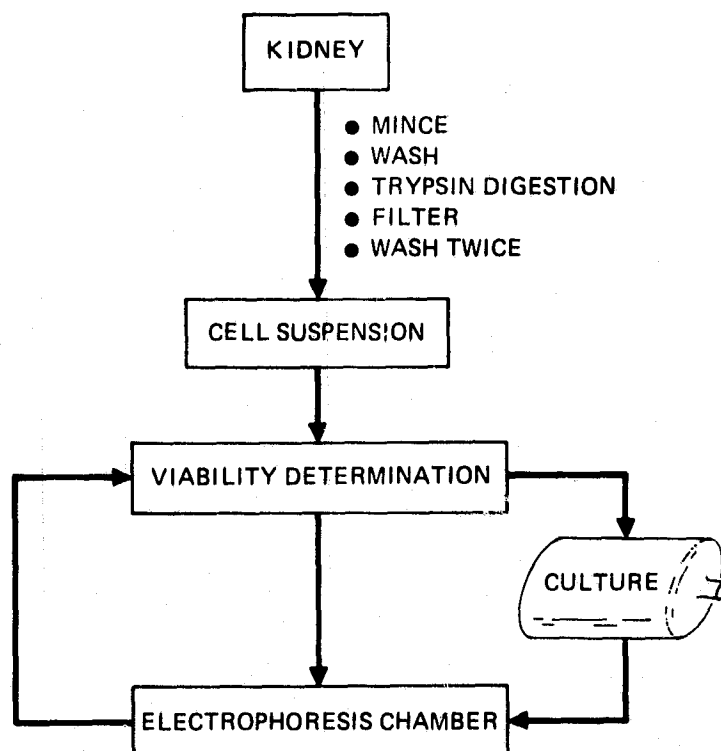 KIDNEY
● MINCE
● WASH
● TRYPSIN DIGESTION
● FILTER
● WASH TWICE
CELL SUSPENSION
VIABILITY DETERMINATION
CULTURE
ELECTROPHORESIS CHAMBER